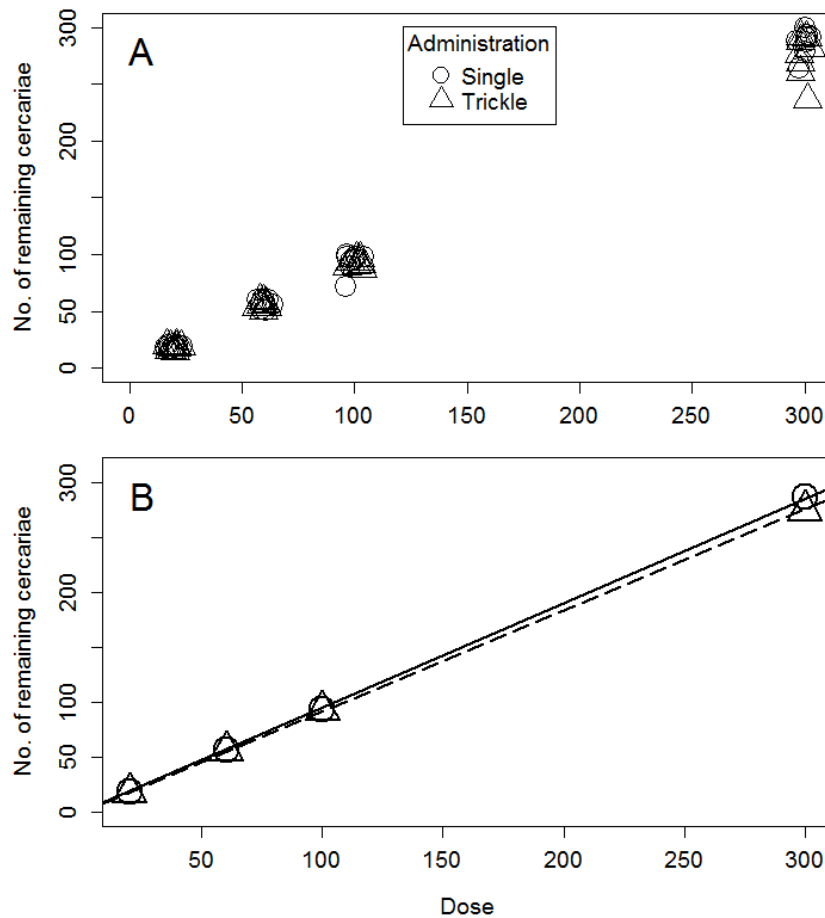 A
Administration
Single
Trickle
No. of remaining cercariae
300
200
100
50
0
0 50 100 150 200 250 300
B
No. of remaining cercariae
300
200
100
50
0
50 100 150 200 250 300
Dose